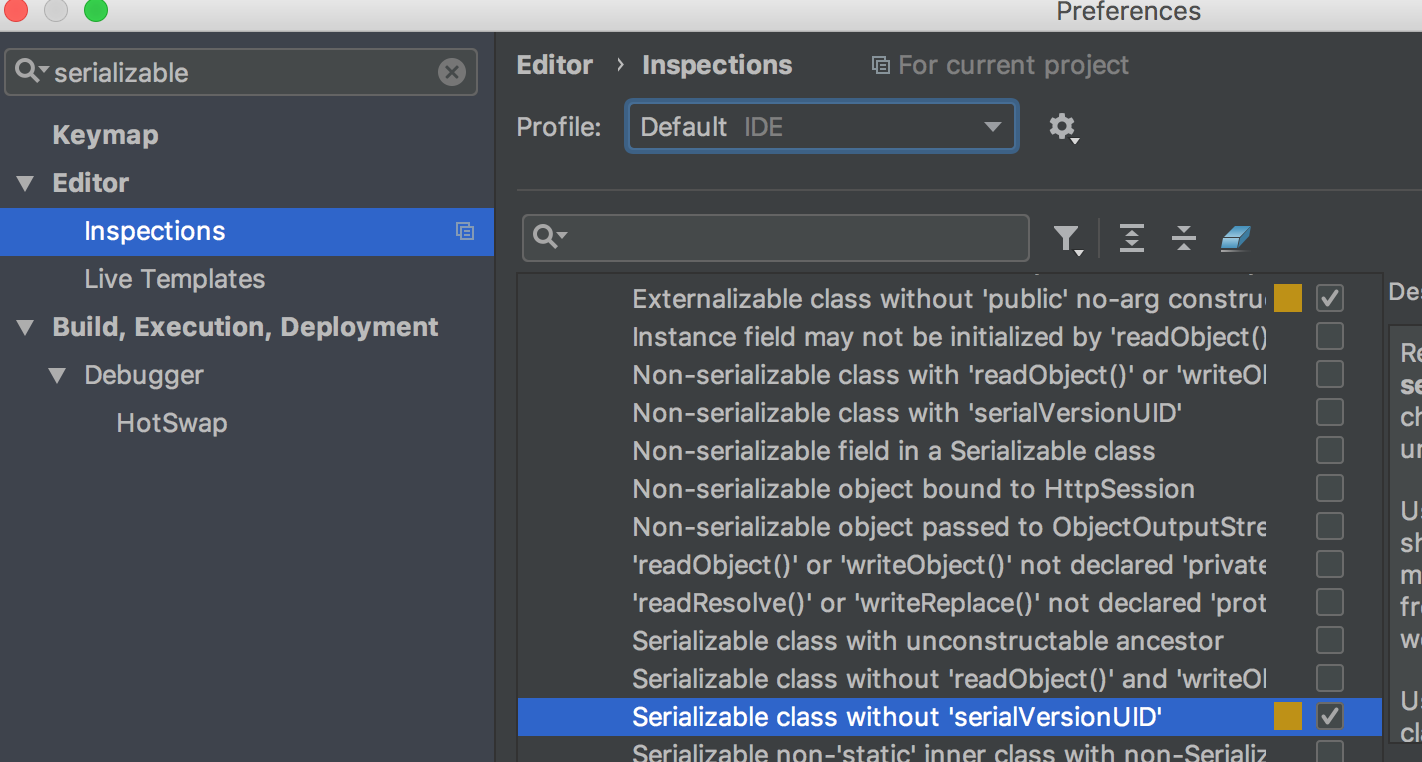 Preferences
serializable
Keymap
Editor
Inspections
Live Templates
Build, Execution, Deployment
Debugger
HotSwap
Editor › Inspections For current project
Profile: Default IDE
Externalizable class without 'public' no-arg constru
Instance field may not be initialized by 'readObject()
Non-serializable class with 'readObject()' or 'writeOl
Non-serializable class with 'serialVersionUID'
Non-serializable field in a Serializable class
Non-serializable object bound to HttpSession
Non-serializable object passed to ObjectOutputStre
'readObject()' or 'writeObject()' not declared 'private
'readResolve()' or 'writeReplace()' not declared 'prot
Serializable class with unconstructable ancestor
Serializable class without 'readObject()' and 'writeOl
Serializable class without 'serialVersionUID'
Serializable non-'static' inner class with non-Serializ
Des
Re
se
ch
un
Us
sh
m
fro
we
Us
cla